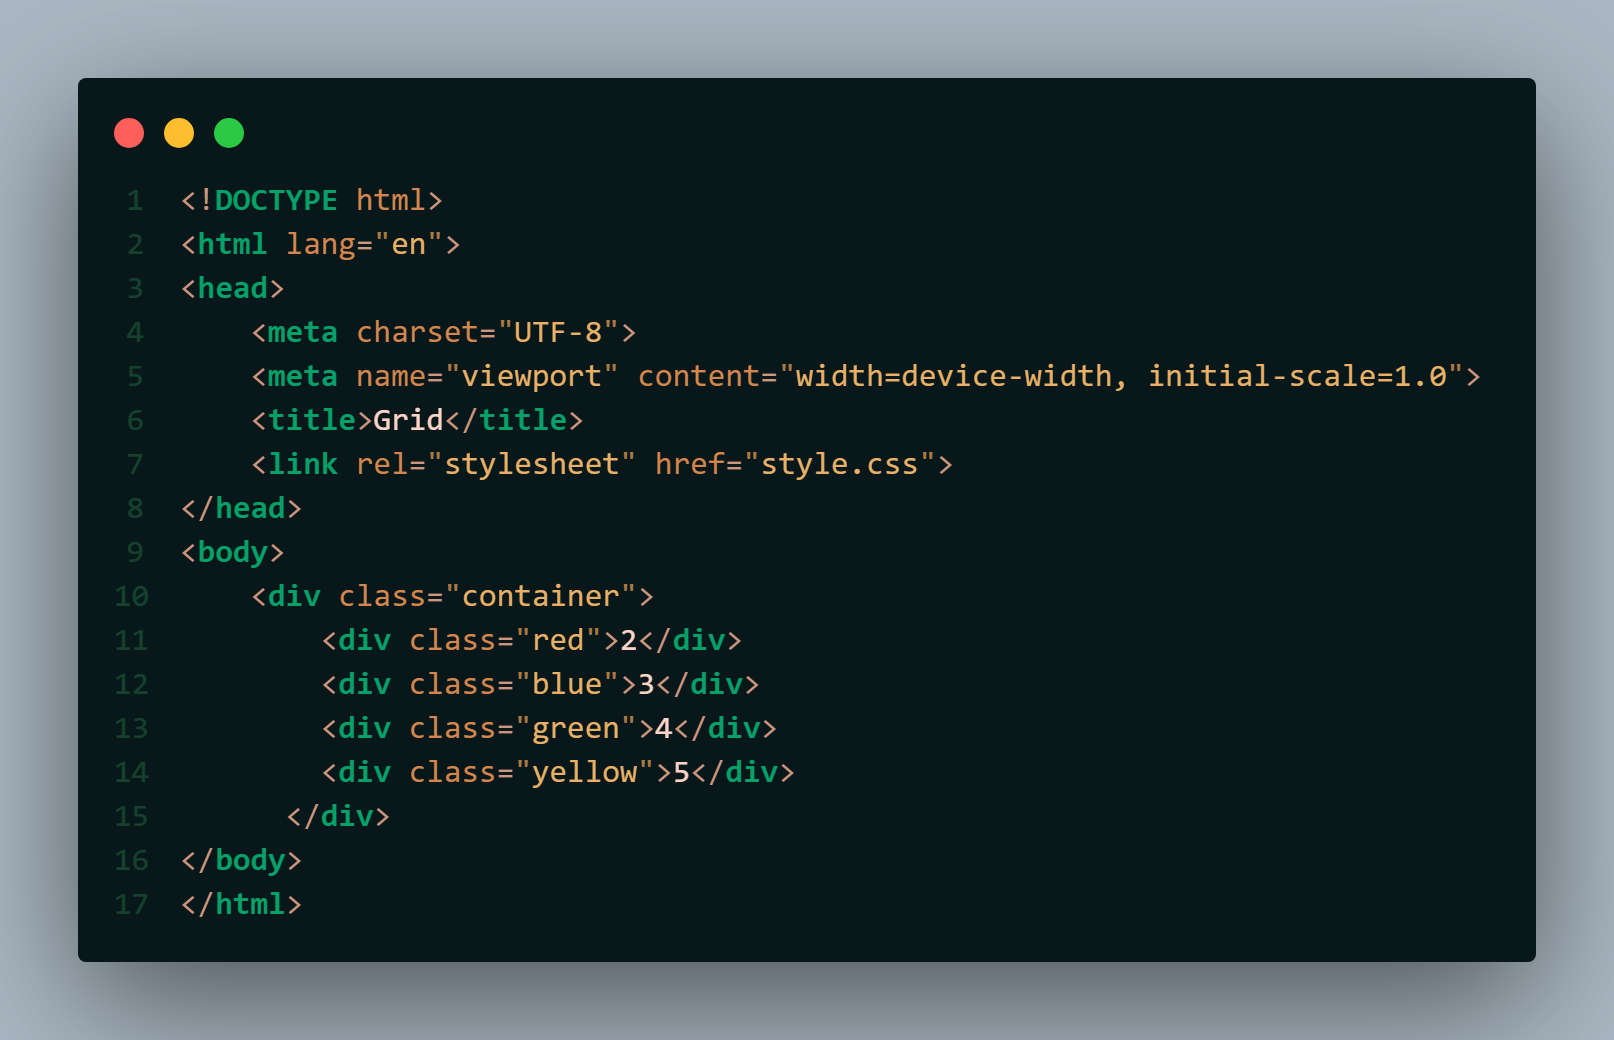 1 <!DOCTYPE html>
2 <html lang="en">
3 <head>
4     <meta charset="UTF-8">
5     <meta name="viewport" content="width=device-width, initial-scale=1.0">
6     <title>Grid</title>
7     <link rel="stylesheet" href="style.css">
8 </head>
9 <body>
10     <div class="container">
11         <div class="red">2</div>
12         <div class="blue">3</div>
13         <div class="green">4</div>
14         <div class="yellow">5</div>
15       </div>
16 </body>
17 </html>